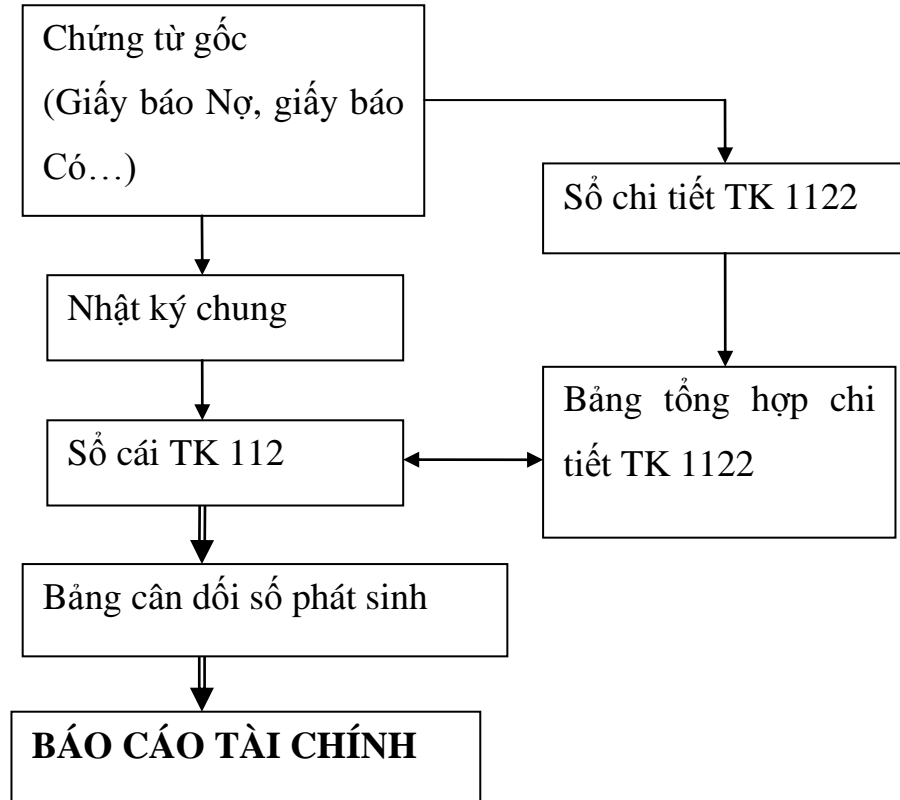 Chứng từ gốc
(Giấy báo Nợ, giấy báo
Có…)
Sổ chi tiết TK 1122
Nhật ký chung
Bảng tổng hợp chi
tiết TK 1122
Sổ cái TK 112
Bảng cân dối số phát sinh
BÁO CÁO TÀI CHÍNH